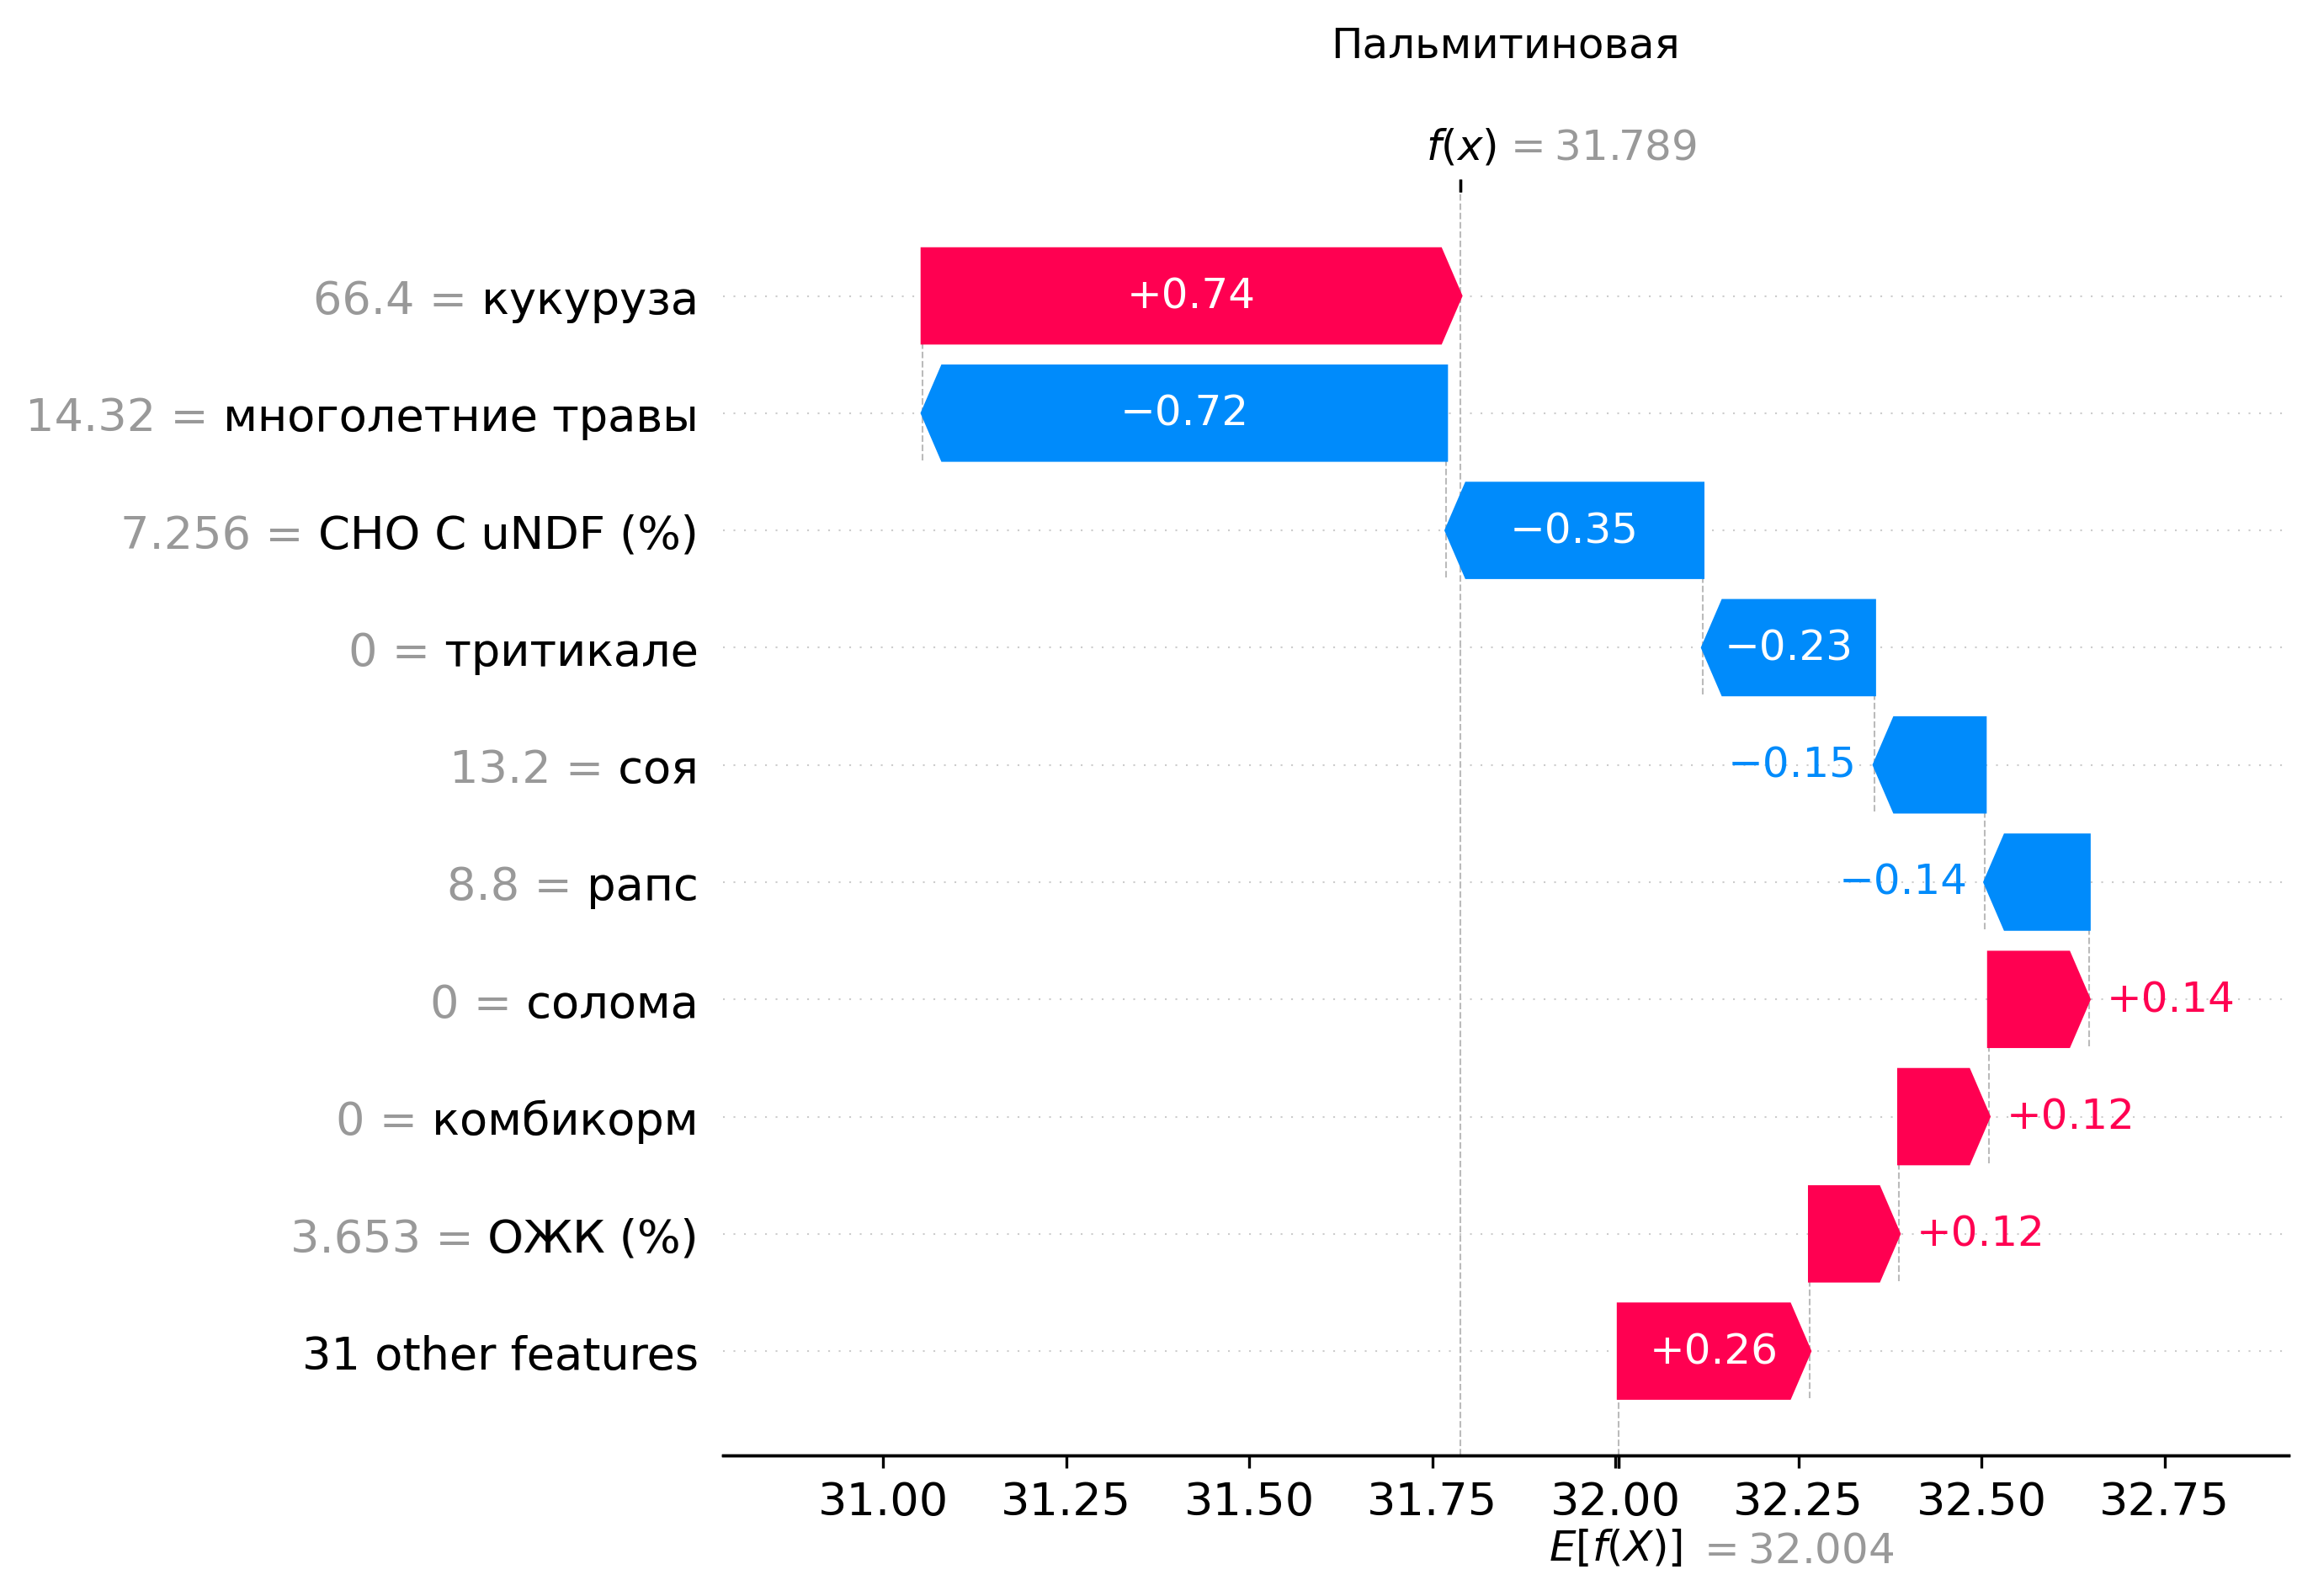 Пальмитиновая
f(x) = 31.789
66.4 = кукуруза
+0.74
14.32 = многолетние травы
−0.72
7.256 = CHO C uNDF (%)
−0.35
0 = тритикале
−0.23
13.2 = соя
−0.15
8.8 = рапс
−0.14
0 = солома
+0.14
0 = комбикорм
+0.12
3.653 = ОЖК (%)
+0.12
31 other features
+0.26
31.00 31.25 31.50 31.75 32.00 32.25 32.50 32.75
E[f(X)] = 32.004